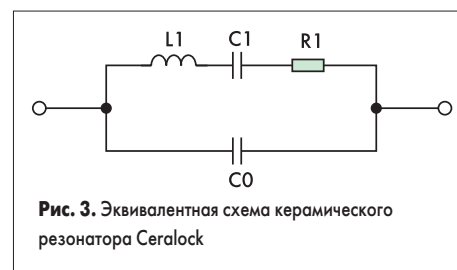 L1 C1 R1
C0
Рис. 3. Эквивалентная схема керамического
резонатора Ceralock